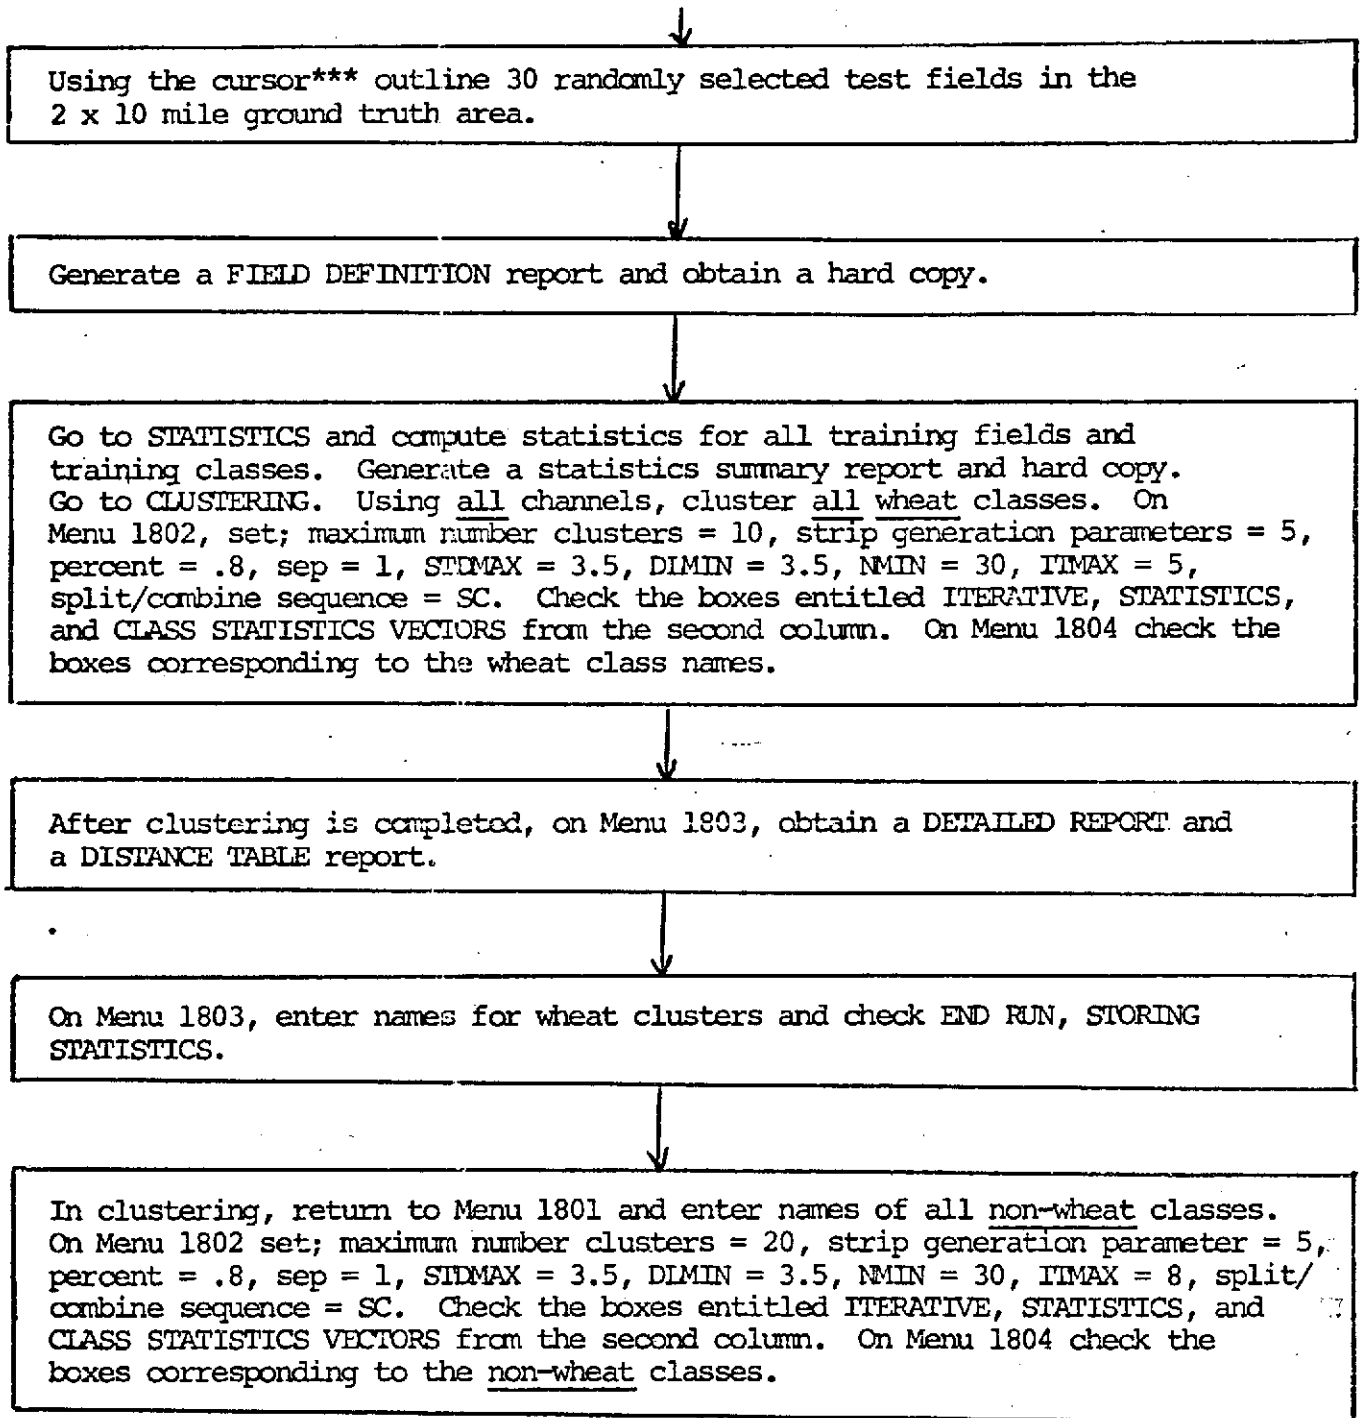 Using the cursor*** outline 30 randomly selected test fields in the
2 x 10 mile ground truth area.
Generate a FIELD DEFINITION report and obtain a hard copy.
Go to STATISTICS and compute statistics for all training fields and
training classes. Generate a statistics summary report and hard copy.
Go to CLUSTERING. Using all channels, cluster all wheat classes. On
Menu 1802, set; maximum number clusters = 10, strip generation parameters = 5,
percent = .8, sep = 1, STDMAX = 3.5, DIMIN = 3.5, NMIN = 30, ITMAX = 5,
split/combine sequence = SC. Check the boxes entitled ITERATIVE, STATISTICS,
and CLASS STATISTICS VECTORS from the second column. On Menu 1804 check the
boxes corresponding to the wheat class names.
After clustering is completed, on Menu 1803, obtain a DETAILED REPORT and
a DISTANCE TABLE report.
On Menu 1803, enter names for wheat clusters and check END RUN, STORING
STATISTICS.
In clustering, return to Menu 1801 and enter names of all non-wheat classes.
On Menu 1802 set; maximum number clusters = 20, strip generation parameter = 5,
percent = .8, sep = 1, STDMAX = 3.5, DIMIN = 3.5, NMIN = 30, ITMAX = 8, split/
combine sequence = SC. Check the boxes entitled ITERATIVE, STATISTICS, and
CLASS STATISTICS VECTORS from the second column. On Menu 1804 check the
boxes corresponding to the non-wheat classes.